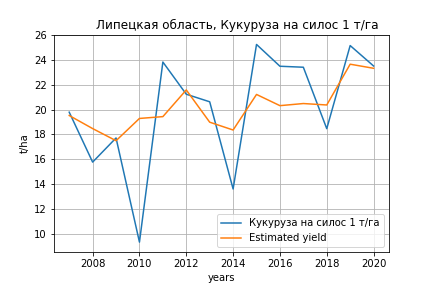 Липецкая область, Кукуруза на силос 1 т/га
26
24
22
20
18
16
14
12
10
t/ha
Кукуруза на силос 1 т/га
Estimated yield
2008 2010 2012 2014 2016 2018 2020
years